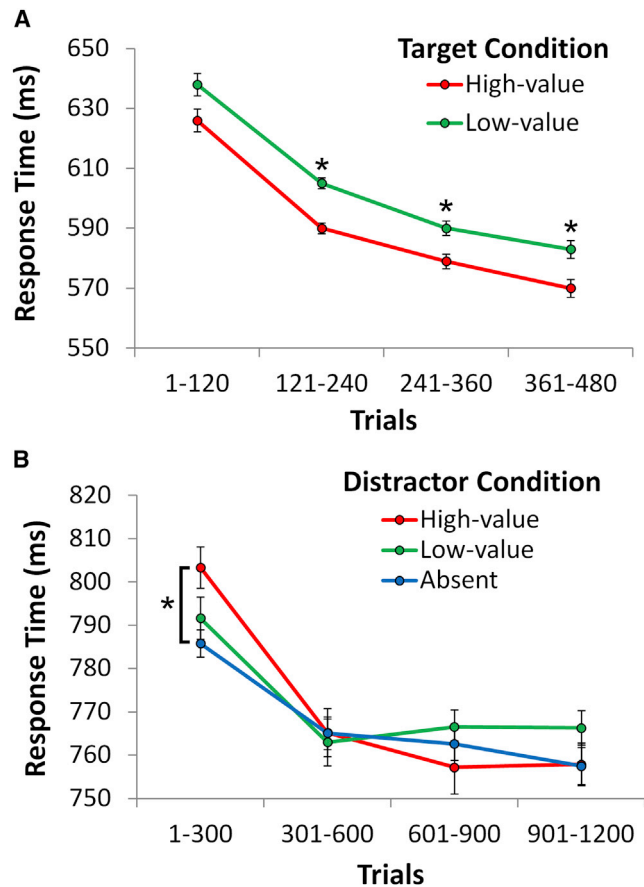 A
Response Time (ms)
650
630
610
590
570
550
Target Condition
High-value
Low-value
*
*
*
1-120
121-240
241-360
361-480
Trials
B
Response Time (ms)
820
810
800
790
780
770
760
750
Distractor Condition
High-value
Low-value
Absent
*
1-300
301-600
601-900
901-1200
Trials